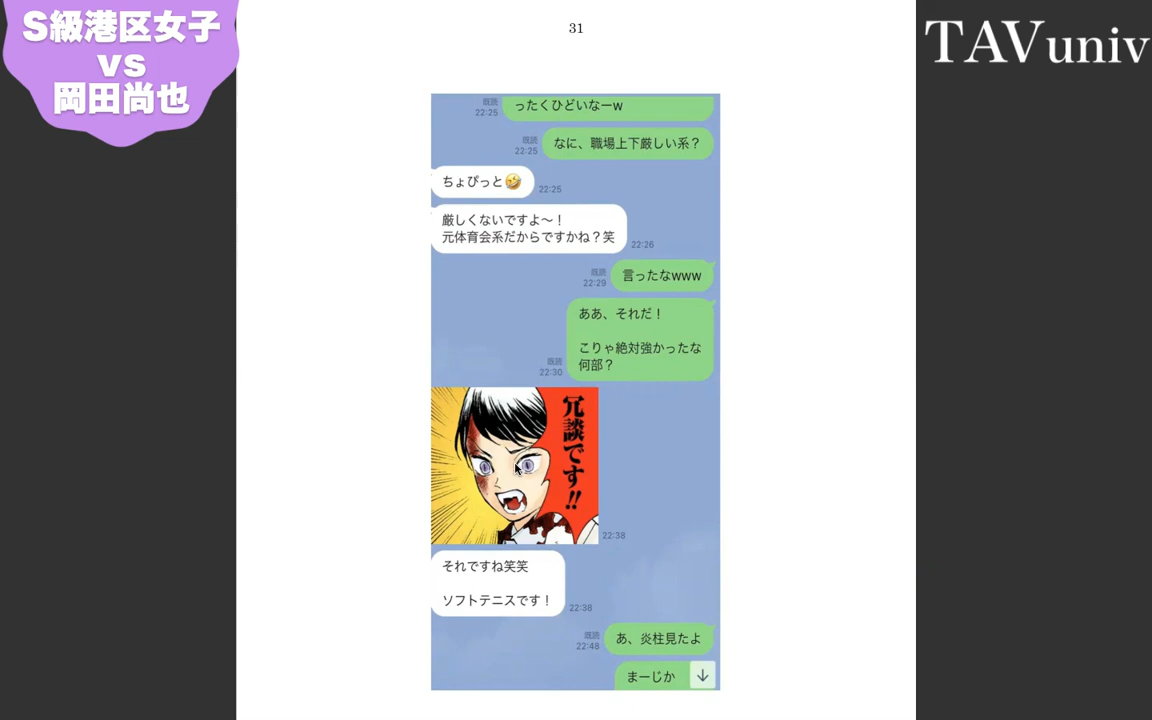 S級港区女子
vs
岡田尚也
31
TAVuniv
ったくひどいなーw
既読
22:25
なに、職場上下厳しい系？
既読
22:25
ちょぴっと🤣
22:25
厳しくないですよ〜！
元体育会系だからですかね？笑
22:26
言ったなwww
既読
22:29
ああ、それだ！
こりゃ絶対強かったな
何部？
既読
22:30
冗談です!!
22:38
それですね笑笑
ソフトテニスです！
22:38
あ、炎柱見たよ
既読
22:48
まーじか